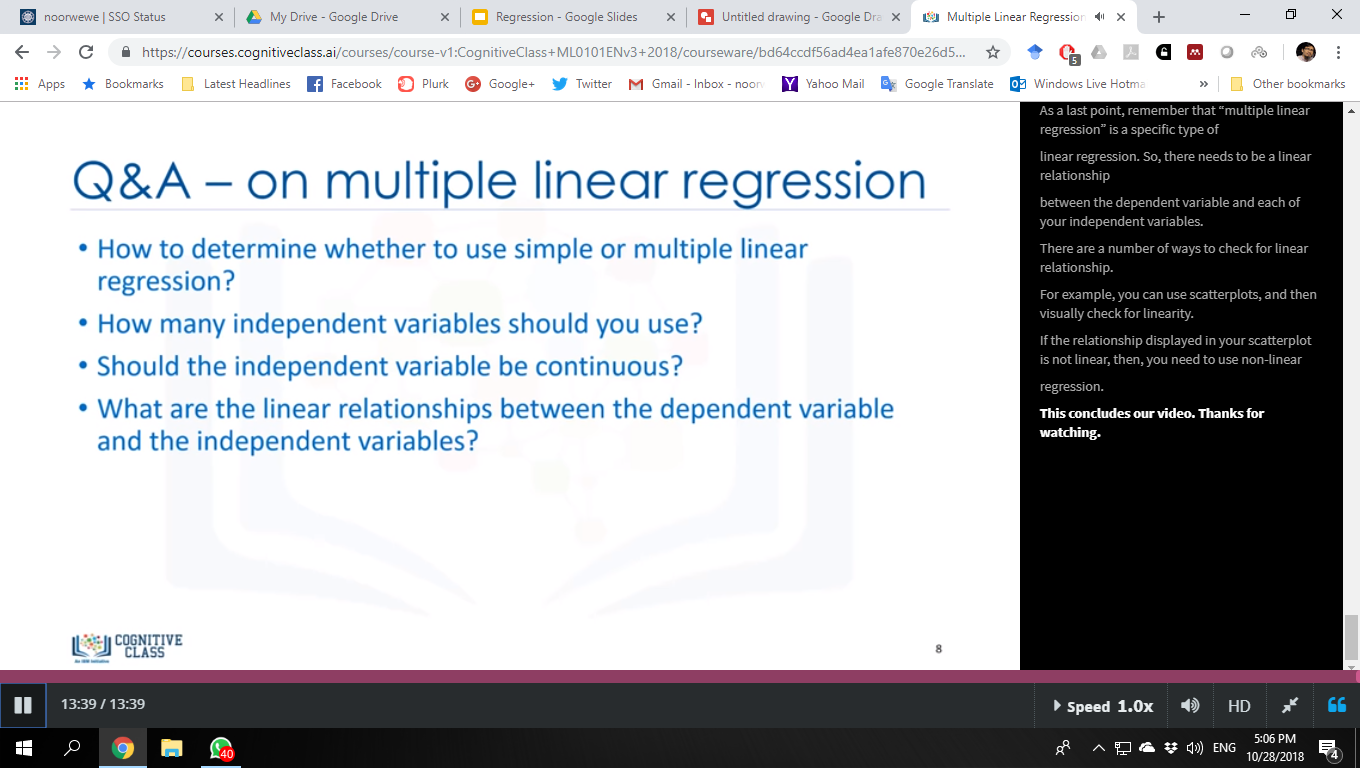 noorwewe | SSO Status
My Drive - Google Drive
Regression - Google Slides
Untitled drawing - Google Dra
Multiple Linear Regression
https://courses.cognitiveclass.ai/courses/course-v1:CognitiveClass+ML0101ENv3+2018/courseware/bd64ccdf56ad4ea1afe870e26d5...
5
Apps
Bookmarks
Latest Headlines
Facebook
Plurk
Google+
Twitter
Gmail - Inbox - noorv
Yahoo Mail
Google Translate
Windows Live Hotma
»
Other bookmarks
Q&A – on multiple linear regression
• How to determine whether to use simple or multiple linear
regression?
• How many independent variables should you use?
• Should the independent variable be continuous?
• What are the linear relationships between the dependent variable
and the independent variables?
COGNITIVE
CLASS
An IBM Initiative
8
As a last point, remember that “multiple linear
regression” is a specific type of
linear regression. So, there needs to be a linear
relationship
between the dependent variable and each of
your independent variables.
There are a number of ways to check for linear
relationship.
For example, you can use scatterplots, and then
visually check for linearity.
If the relationship displayed in your scatterplot
is not linear, then, you need to use non-linear
regression.
This concludes our video. Thanks for
watching.
13:39 / 13:39
Speed 1.0x
HD
40
ENG
5:06 PM
10/28/2018
4